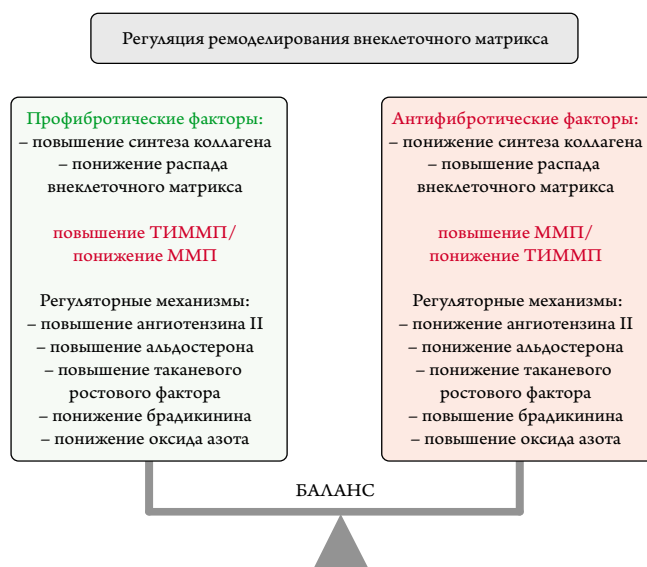 Регуляция ремоделирования внеклеточного матрикса
Профибротические факторы:
– повышение синтеза коллагена
– понижение распада
внеклеточного матрикса
повышение ТИММП/
понижение ММП
Регуляторные механизмы:
– повышение ангиотензина II
– повышение альдостерона
– повышение таканевого
ростового фактора
– понижение брадикинина
– понижение оксида азота
Антифибротические факторы:
– понижение синтеза коллагена
– повышение распада
внеклеточного матрикса
повышение ММП/
понижение ТИММП
Регуляторные механизмы:
– понижение ангиотензина II
– понижение альдостерона
– понижение таканевого
ростового фактора
– повышение брадикинина
– повышение оксида азота
БАЛАНС